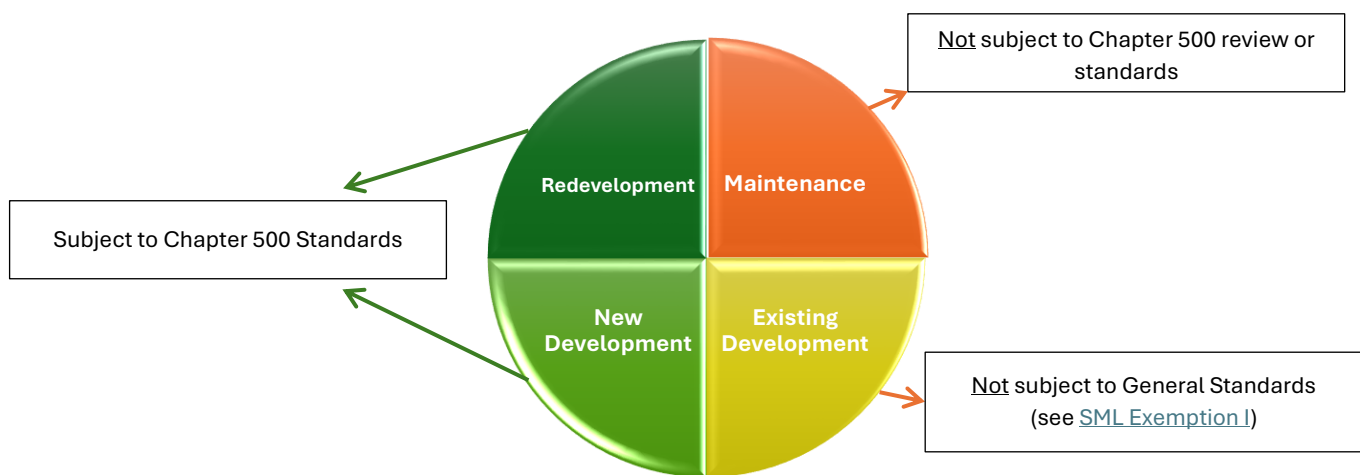 Not subject to Chapter 500 review or
standards
Redevelopment
Maintenance
Subject to Chapter 500 Standards
New
Development
Existing
Development
Not subject to General Standards
(see SML Exemption I)